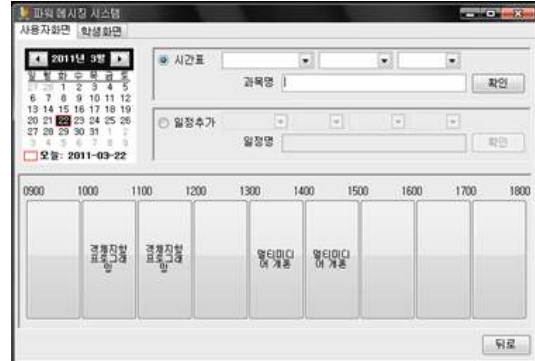 파워 메시징 시스템
사용자화면 학생화면
2011년 3월
일 월 화 수 목 금 토
27 28 1 2 3 4 5
6 7 8 9 10 11 12
13 14 15 16 17 18 19
20 21 22 23 24 25 26
27 28 29 30 31 1 2
3 4 5 6 7 8 9
오늘: 2011-03-22
시간표
과목명
확인
일정추가
일정명
확인
0900 1000 1100 1200 1300 1400 1500 1600 1700 1800
객체지향
프로그래
밍
객체지향
프로그래
밍
멀티미디
어 개론
멀티미디
어 개론
뒤로